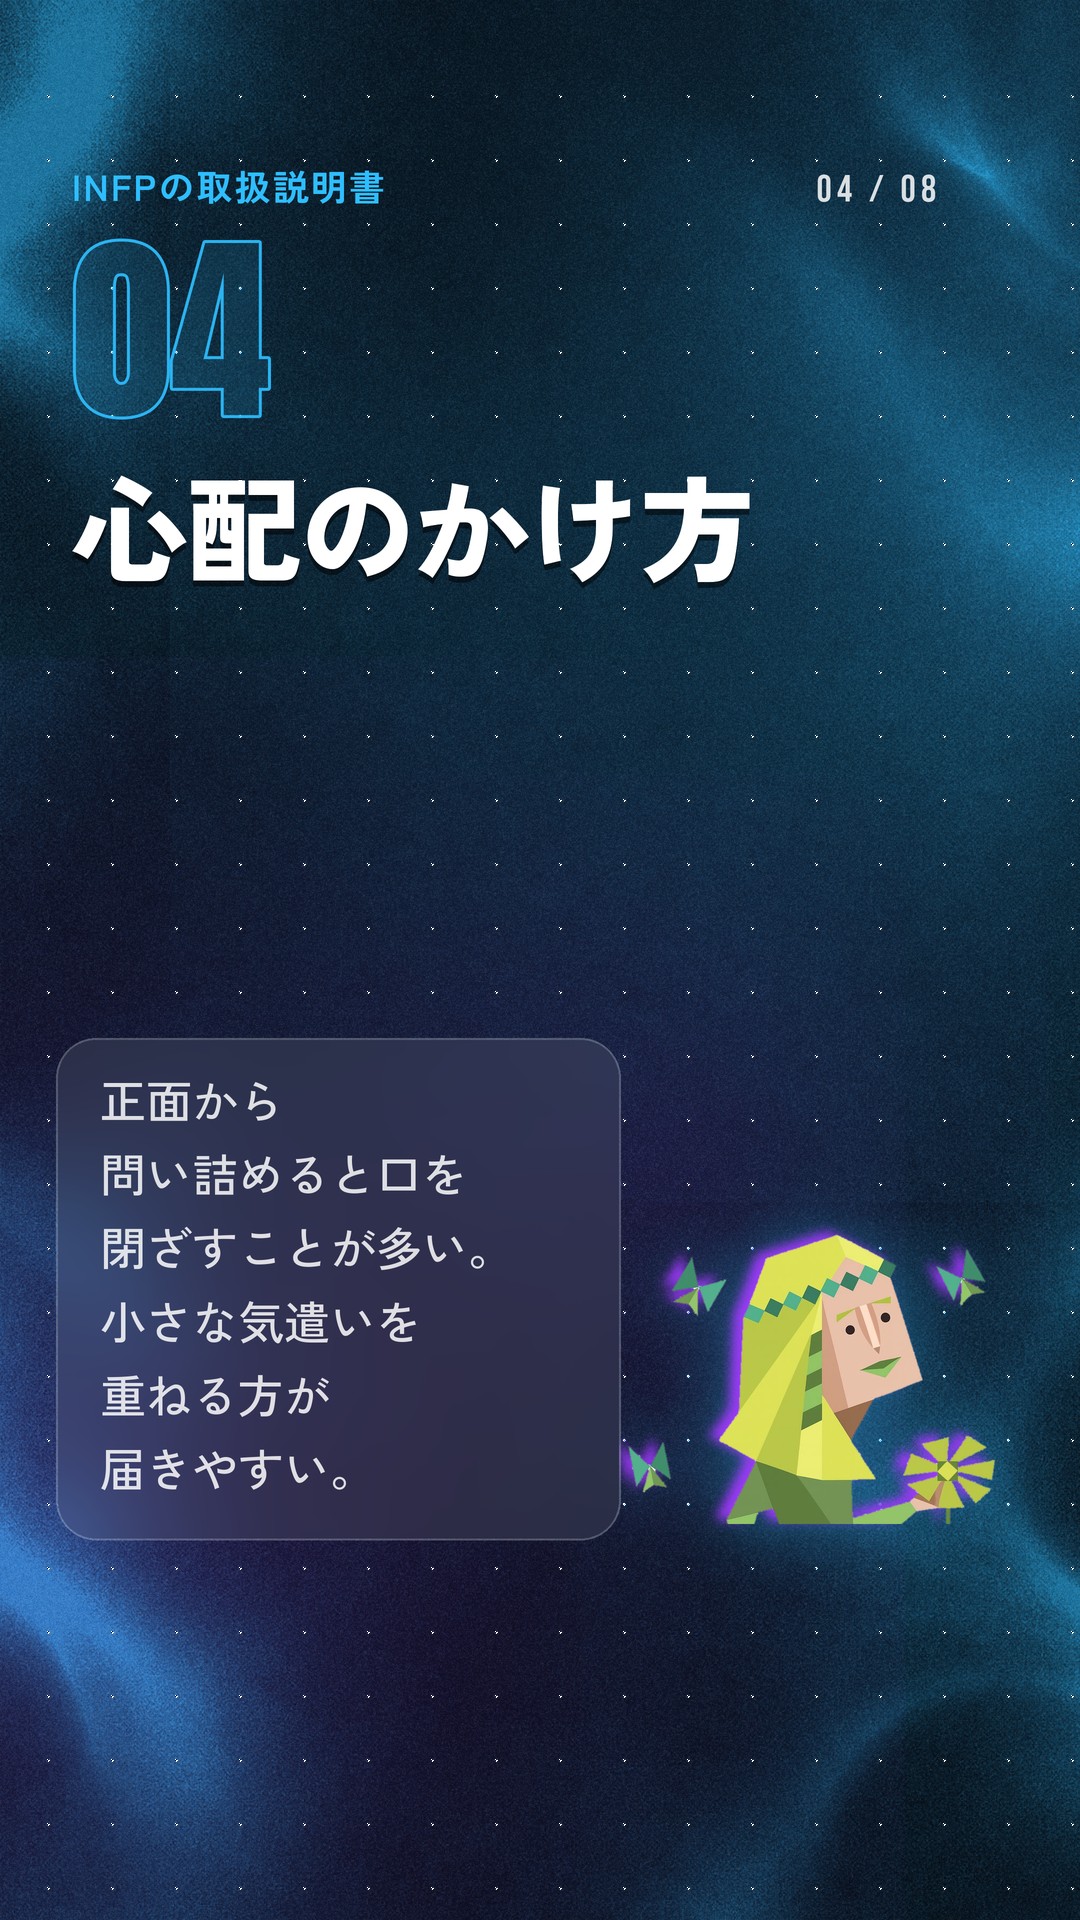 INFPの取扱説明書
04 / 08
04
心配のかけ方
正面から
問い詰めると口を
閉ざすことが多い。
小さな気遣いを
重ねる方が
届きやすい。